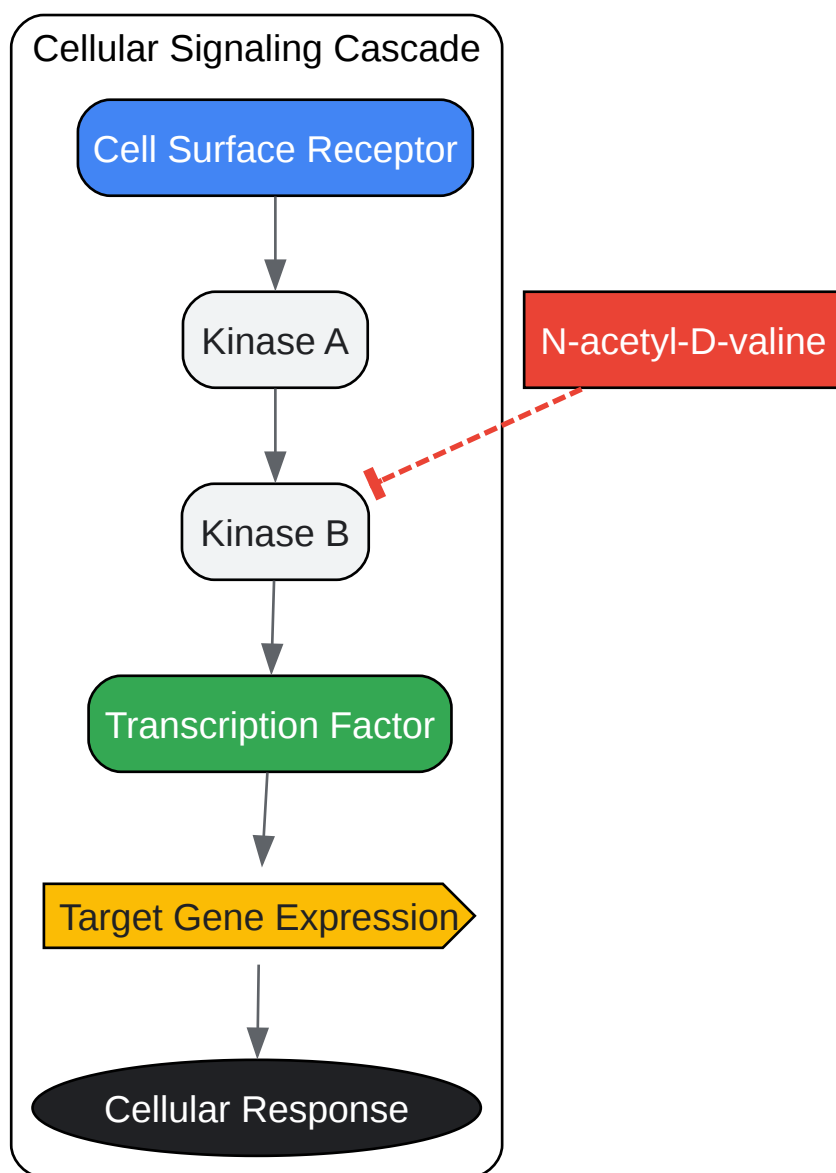 Cellular Signaling Cascade
Cell Surface Receptor
Kinase A
N-acetyl-D-valine
Kinase B
Transcription Factor
Target Gene Expression
Cellular Response